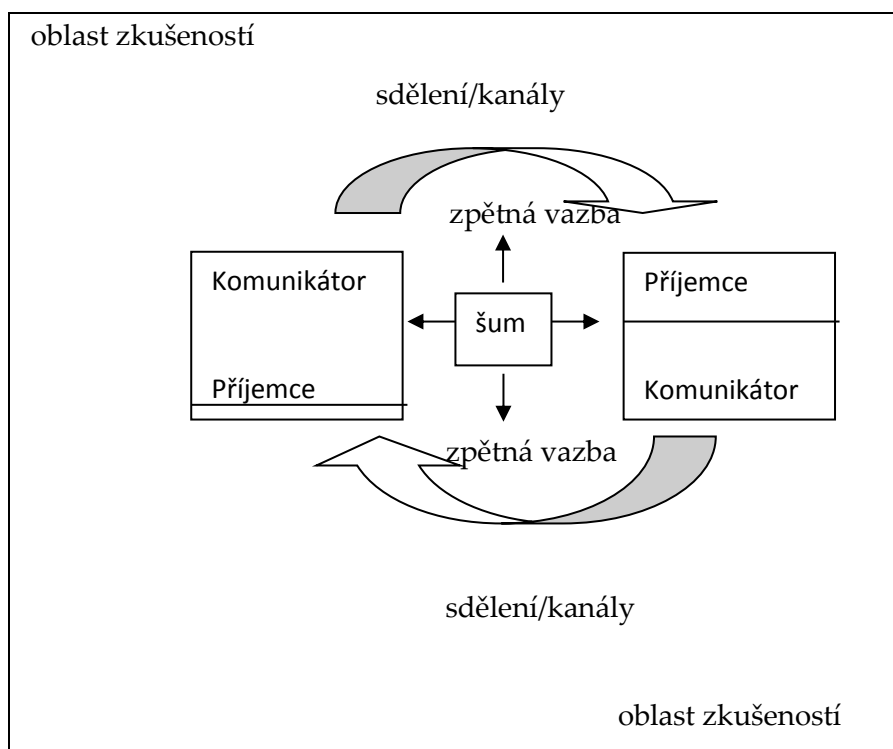 oblast zkušeností
sdělení/kanály
zpětná vazba
Komunikátor
Příjemce
šum
Příjemce
Komunikátor
zpětná vazba
sdělení/kanály
oblast zkušeností